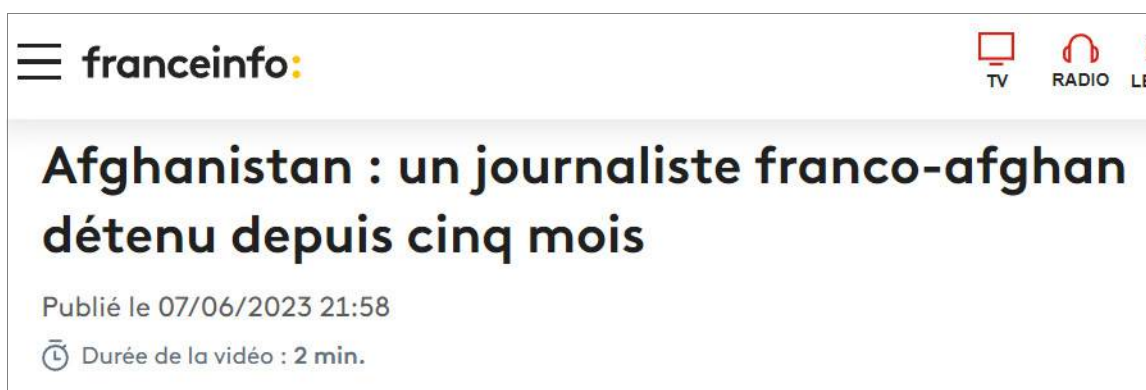 franceinfo:
TV
RADIO
Afghanistan : un journaliste franco-afghan
détenu depuis cinq mois
Publié le 07/06/2023 21:58
Durée de la vidéo : 2 min.